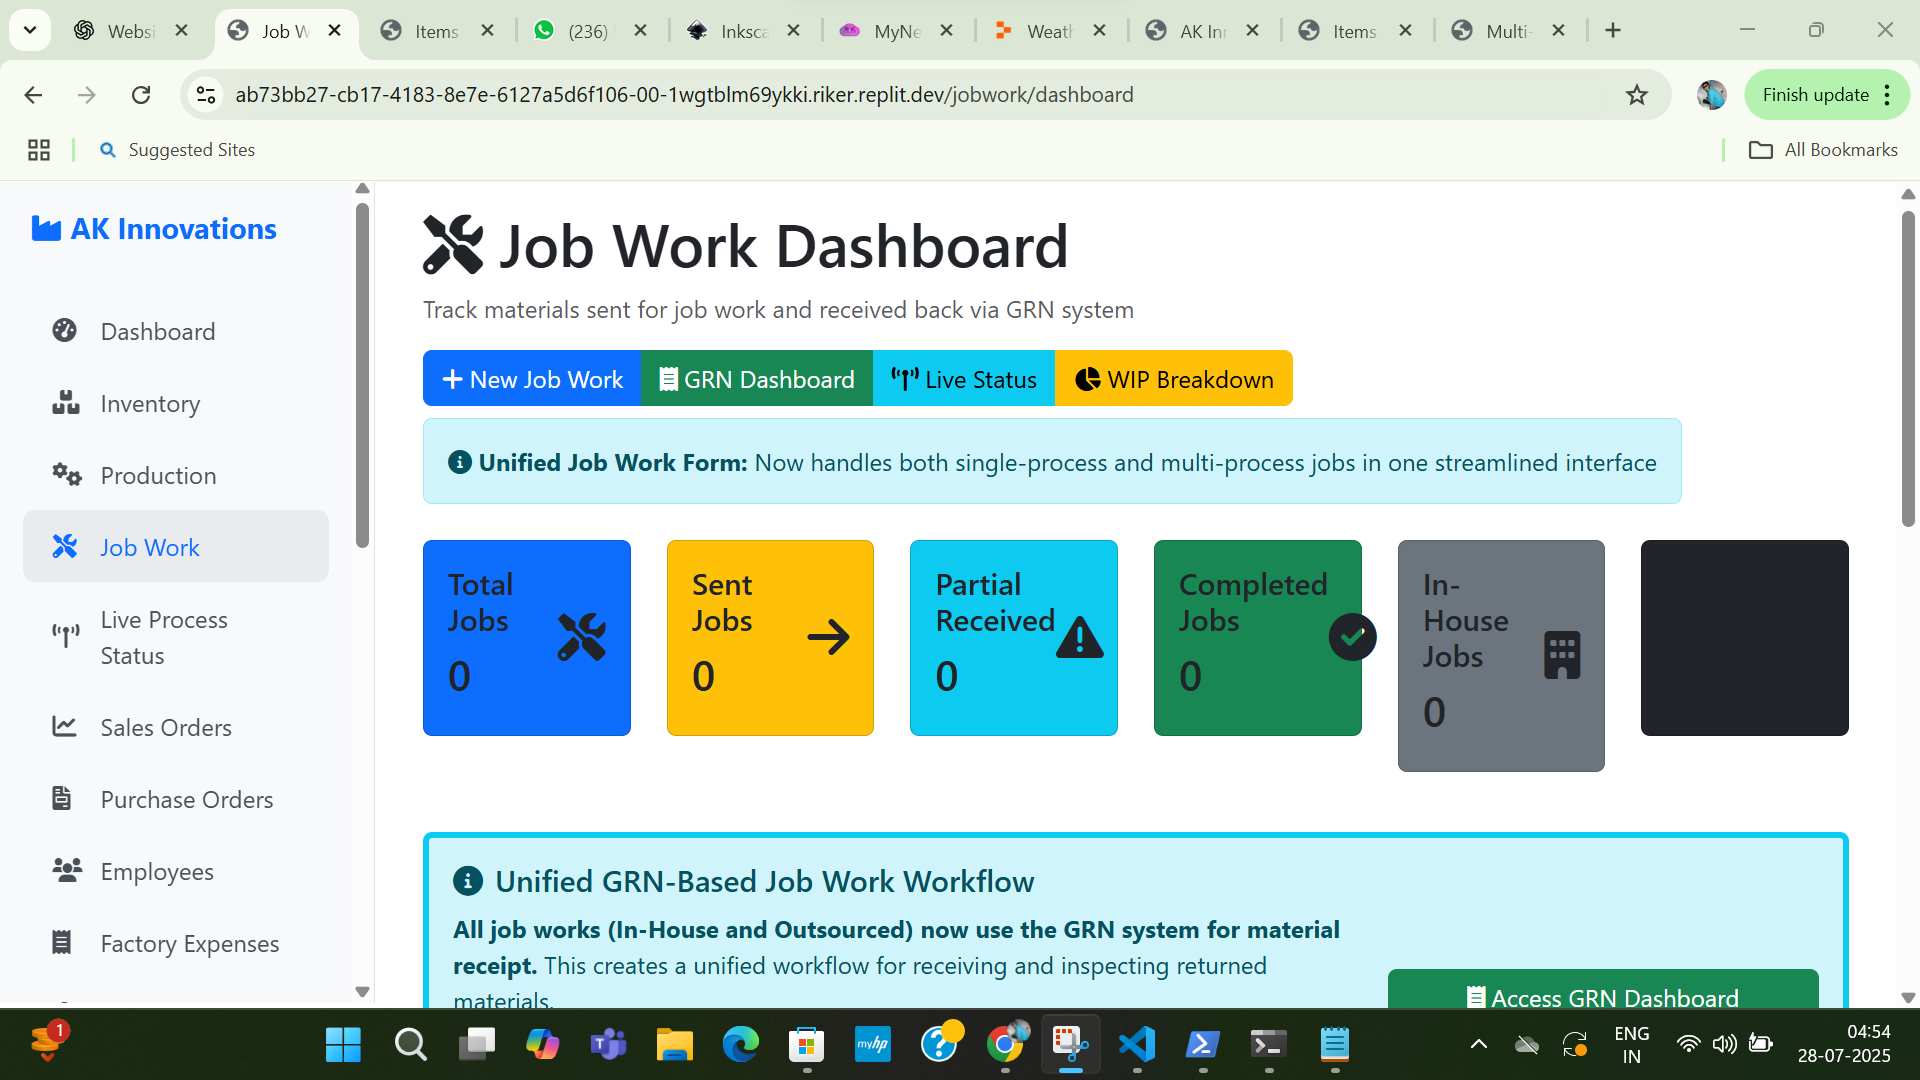 Websi
Job W
Items
(236)
Inksca
MyNe
Weath
AK Inn
Items
Multi-
ab73bb27-cb17-4183-8e7e-6127a5d6f106-00-1wgtblm69ykki.riker.replit.dev/jobwork/dashboard
Finish update
Suggested Sites
All Bookmarks
AK Innovations
Dashboard
Inventory
Production
Job Work
Live Process
Status
Sales Orders
Purchase Orders
Employees
Factory Expenses
Job Work Dashboard
Track materials sent for job work and received back via GRN system
New Job Work
GRN Dashboard
Live Status
WIP Breakdown
Unified Job Work Form: Now handles both single-process and multi-process jobs in one streamlined interface
Total
Jobs
0
Sent
Jobs
0
Partial
Received
0
Completed
Jobs
0
In-
House
Jobs
0
Unified GRN-Based Job Work Workflow
All job works (In-House and Outsourced) now use the GRN system for material
receipt. This creates a unified workflow for receiving and inspecting returned
materials.
Access GRN Dashboard
1
myhp
ENG
IN
04:54
28-07-2025